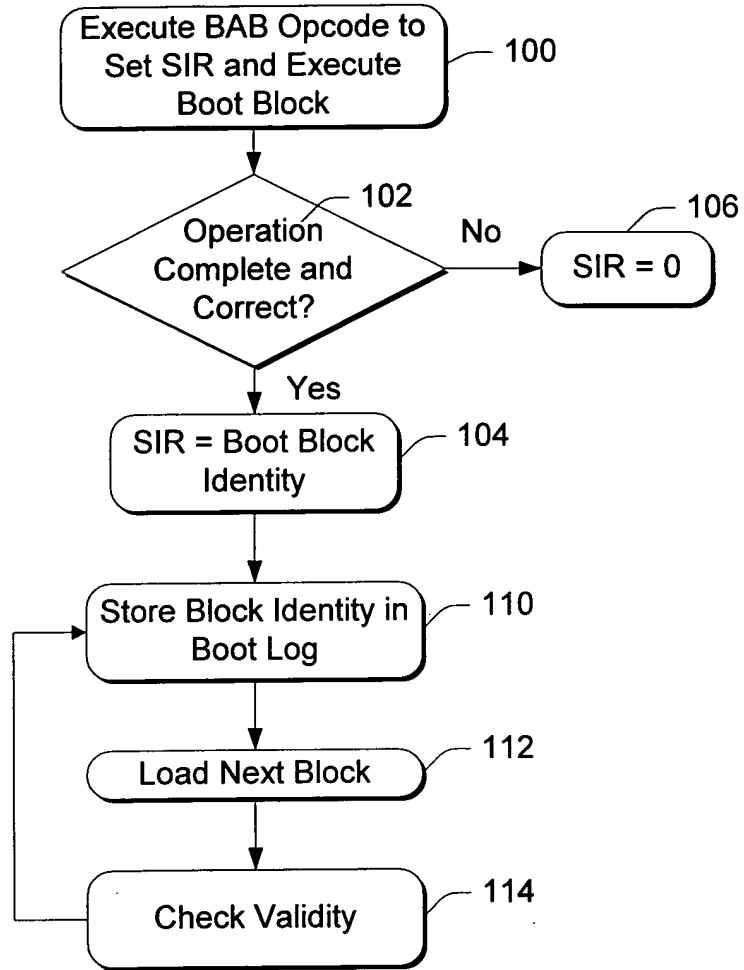 Execute BAB Opcode to
Set SIR and Execute
Boot Block
100
102
Operation
Complete and
Correct?
No
106
SIR = 0
Yes
SIR = Boot Block
Identity
104
Store Block Identity in
Boot Log
110
Load Next Block
112
Check Validity
114